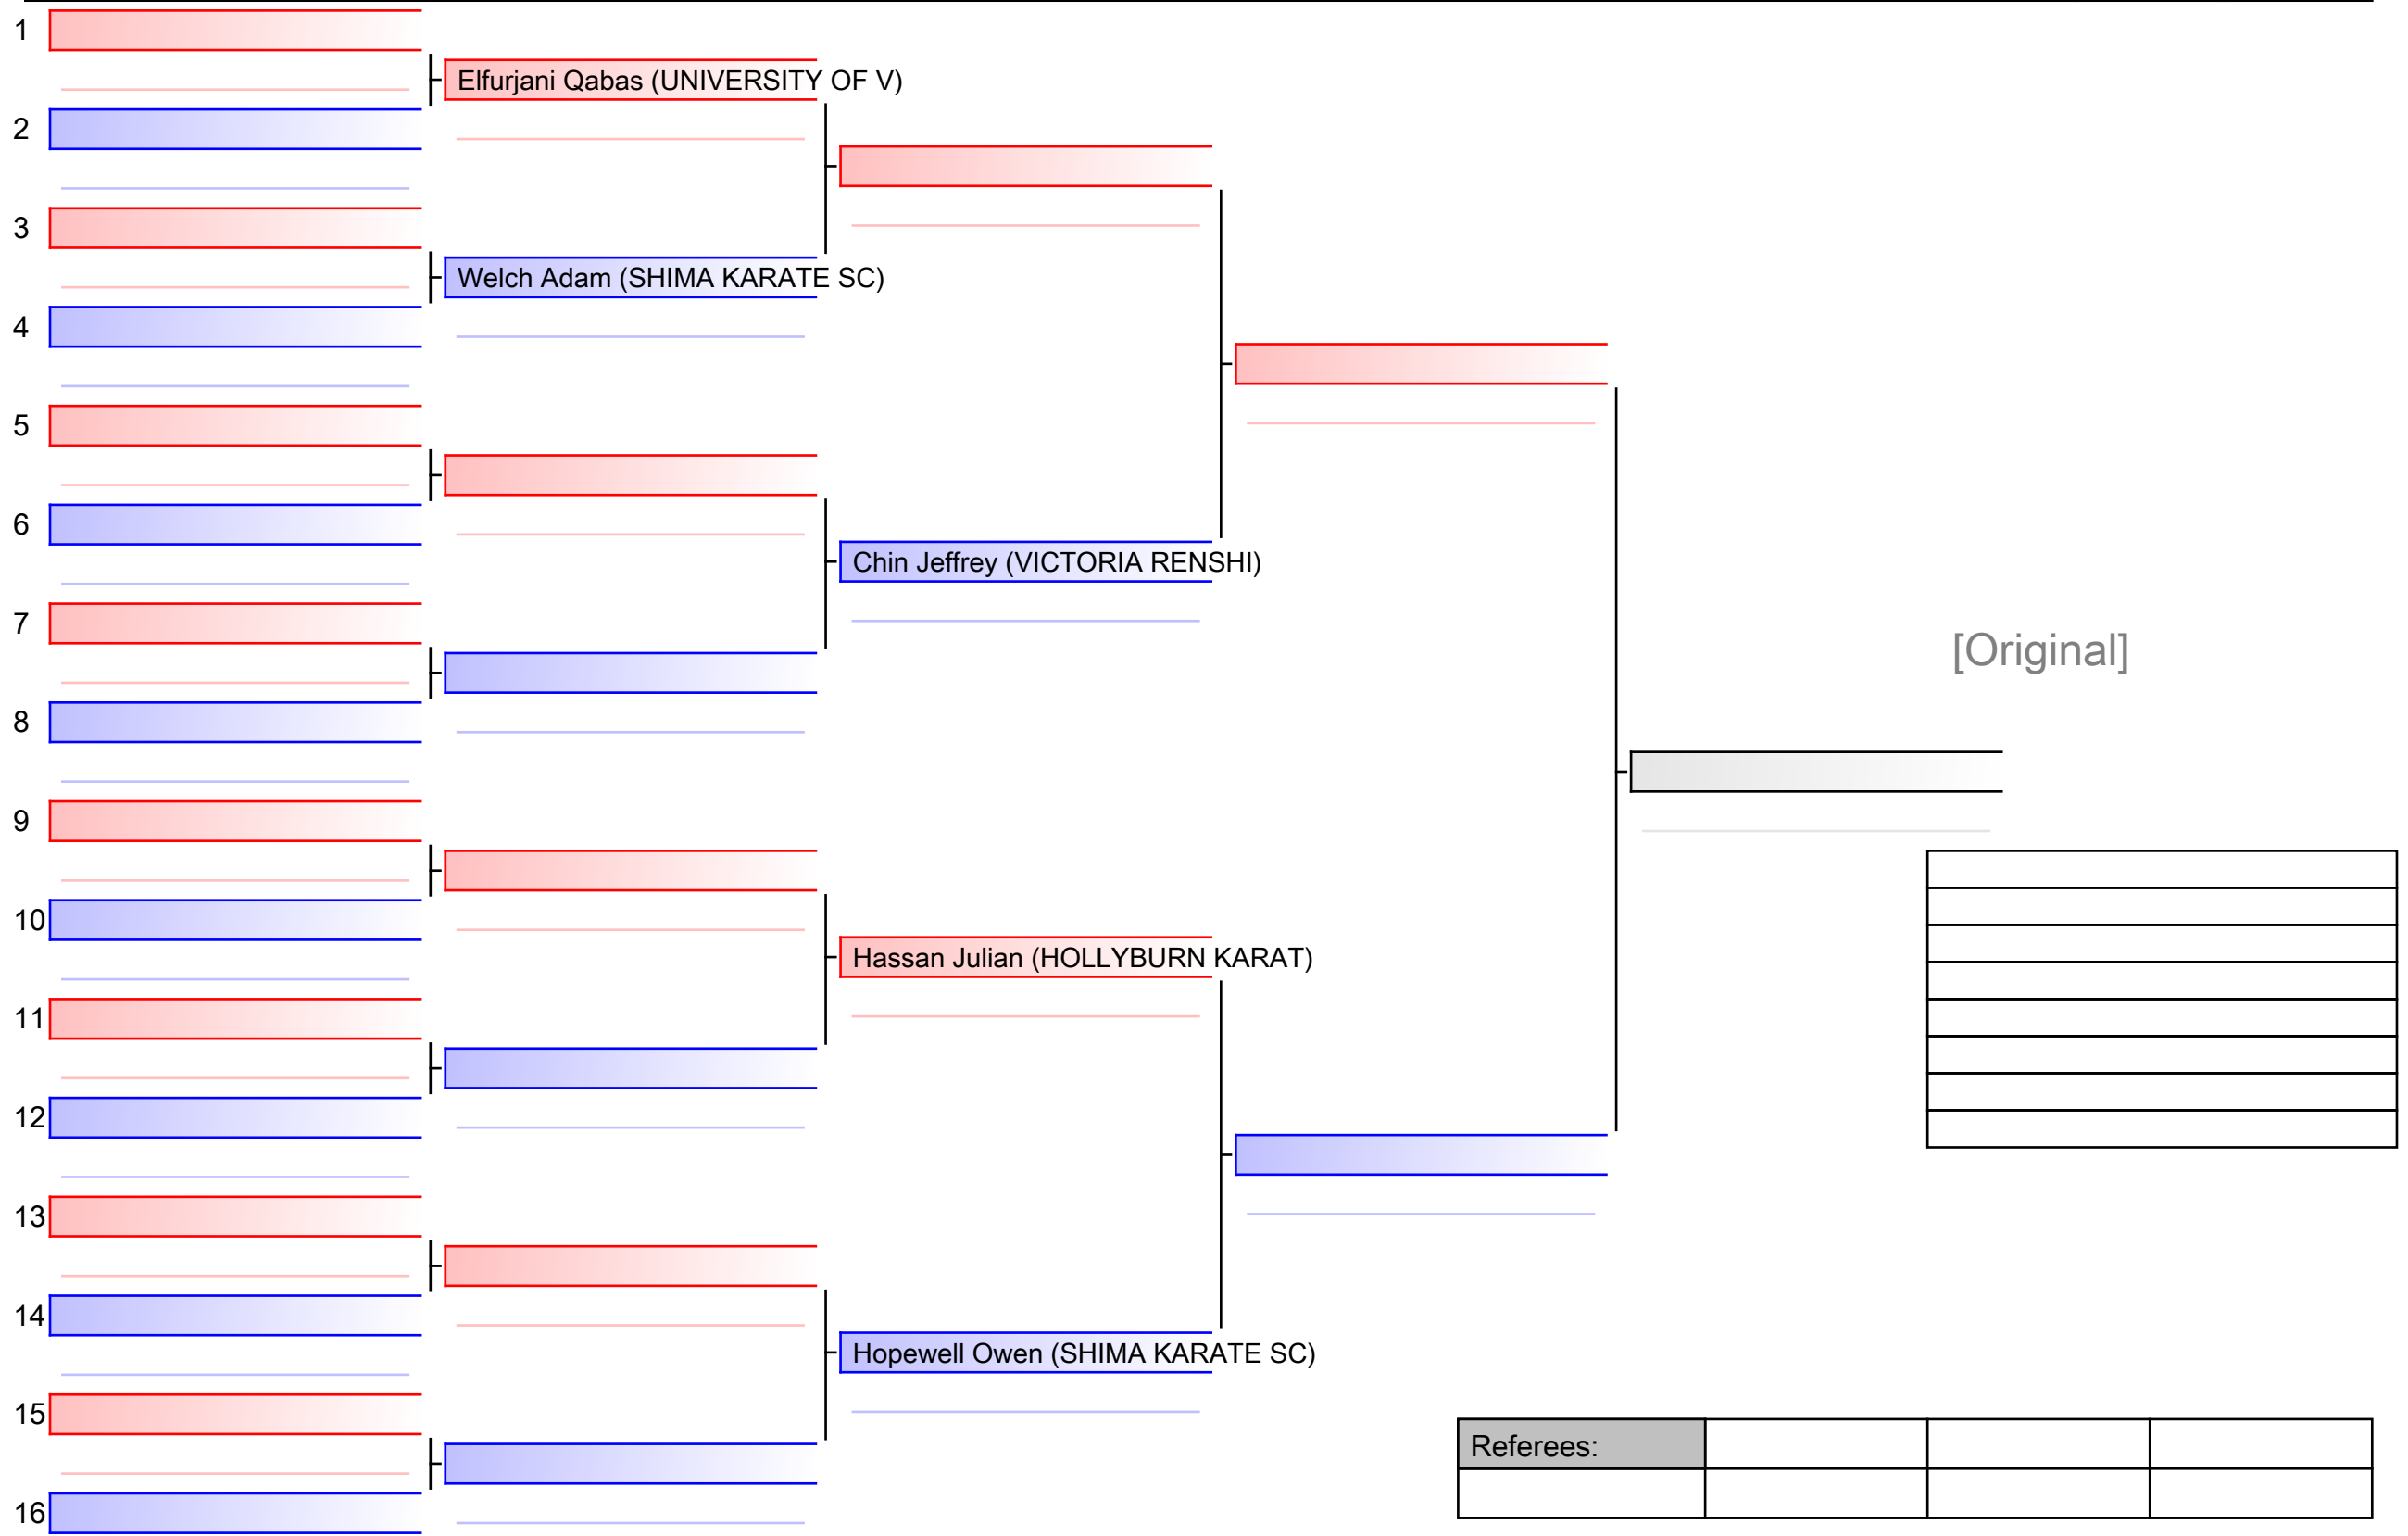 1
Elfurjani Qabas (UNIVERSITY OF V)
2
3
Welch Adam (SHIMA KARATE SC)
4
5
6
Chin Jeffrey (VICTORIA RENSHI)
7
[Original]
8
9
10
Hassan Julian (HOLLYBURN KARAT)
11
12
13
14
Hopewell Owen (SHIMA KARATE SC)
15
Referees:
16